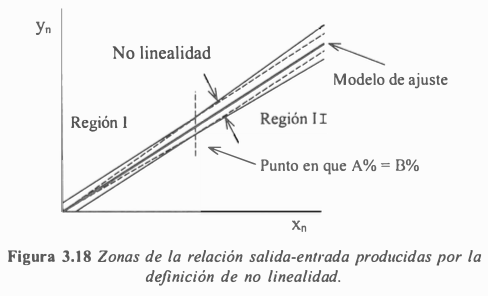 yn
No linealidad
Modelo de ajuste
Región I
Región II
Punto en que A% = B%
xn
Figura 3.18 Zonas de la relación salida-entrada producidas por la
definición de no linealidad.